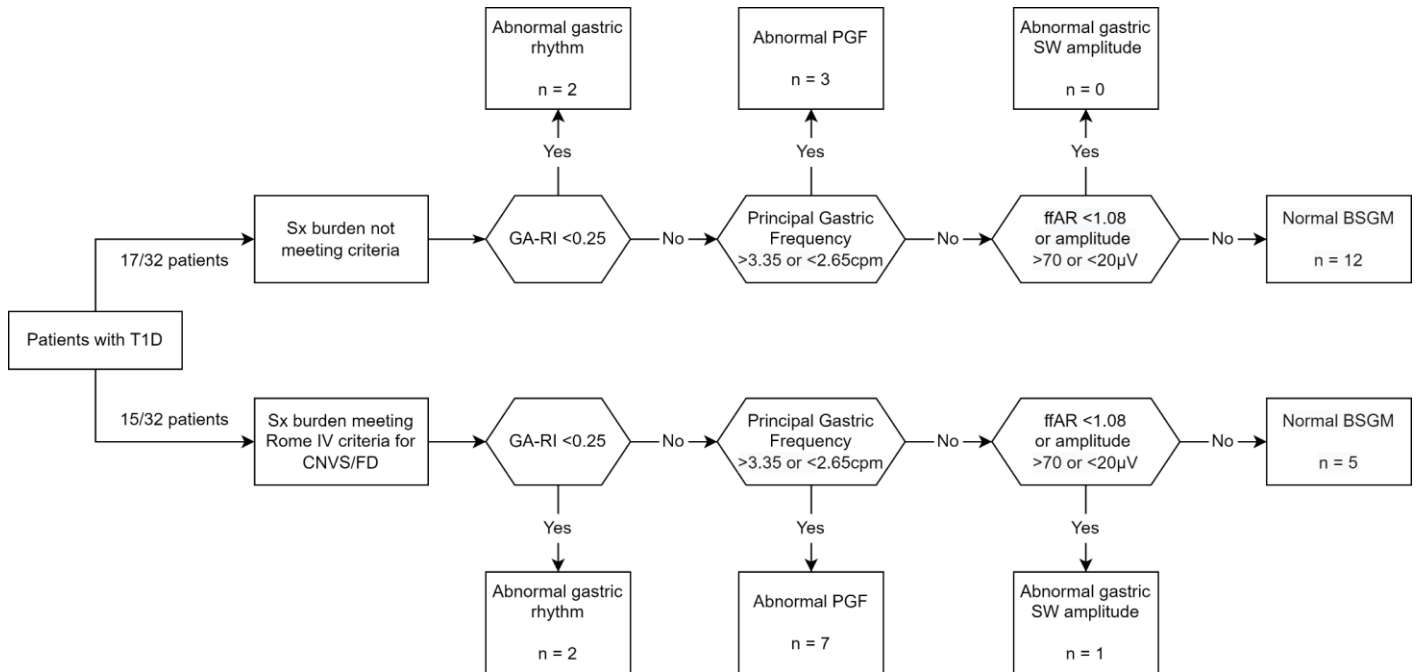 Abnormal gastric
rhythm
n = 2
Abnormal PGF
n = 3
Abnormal gastric
SW amplitude
n = 0
Yes
Yes
Yes
17/32 patients
Sx burden not
meeting criteria
GA-RI <0.25
No
Principal Gastric
Frequency
>3.35 or <2.65cpm
No
ffAR <1.08
or amplitude
>70 or <20µV
No
Normal BSGM
n = 12
Patients with T1D
15/32 patients
Sx burden meeting
Rome IV criteria for
CNVS/FD
GA-RI <0.25
No
Principal Gastric
Frequency
>3.35 or <2.65cpm
No
ffAR <1.08
or amplitude
>70 or <20µV
No
Normal BSGM
n = 5
Yes
Yes
Yes
Abnormal gastric
rhythm
n = 2
Abnormal PGF
n = 7
Abnormal gastric
SW amplitude
n = 1